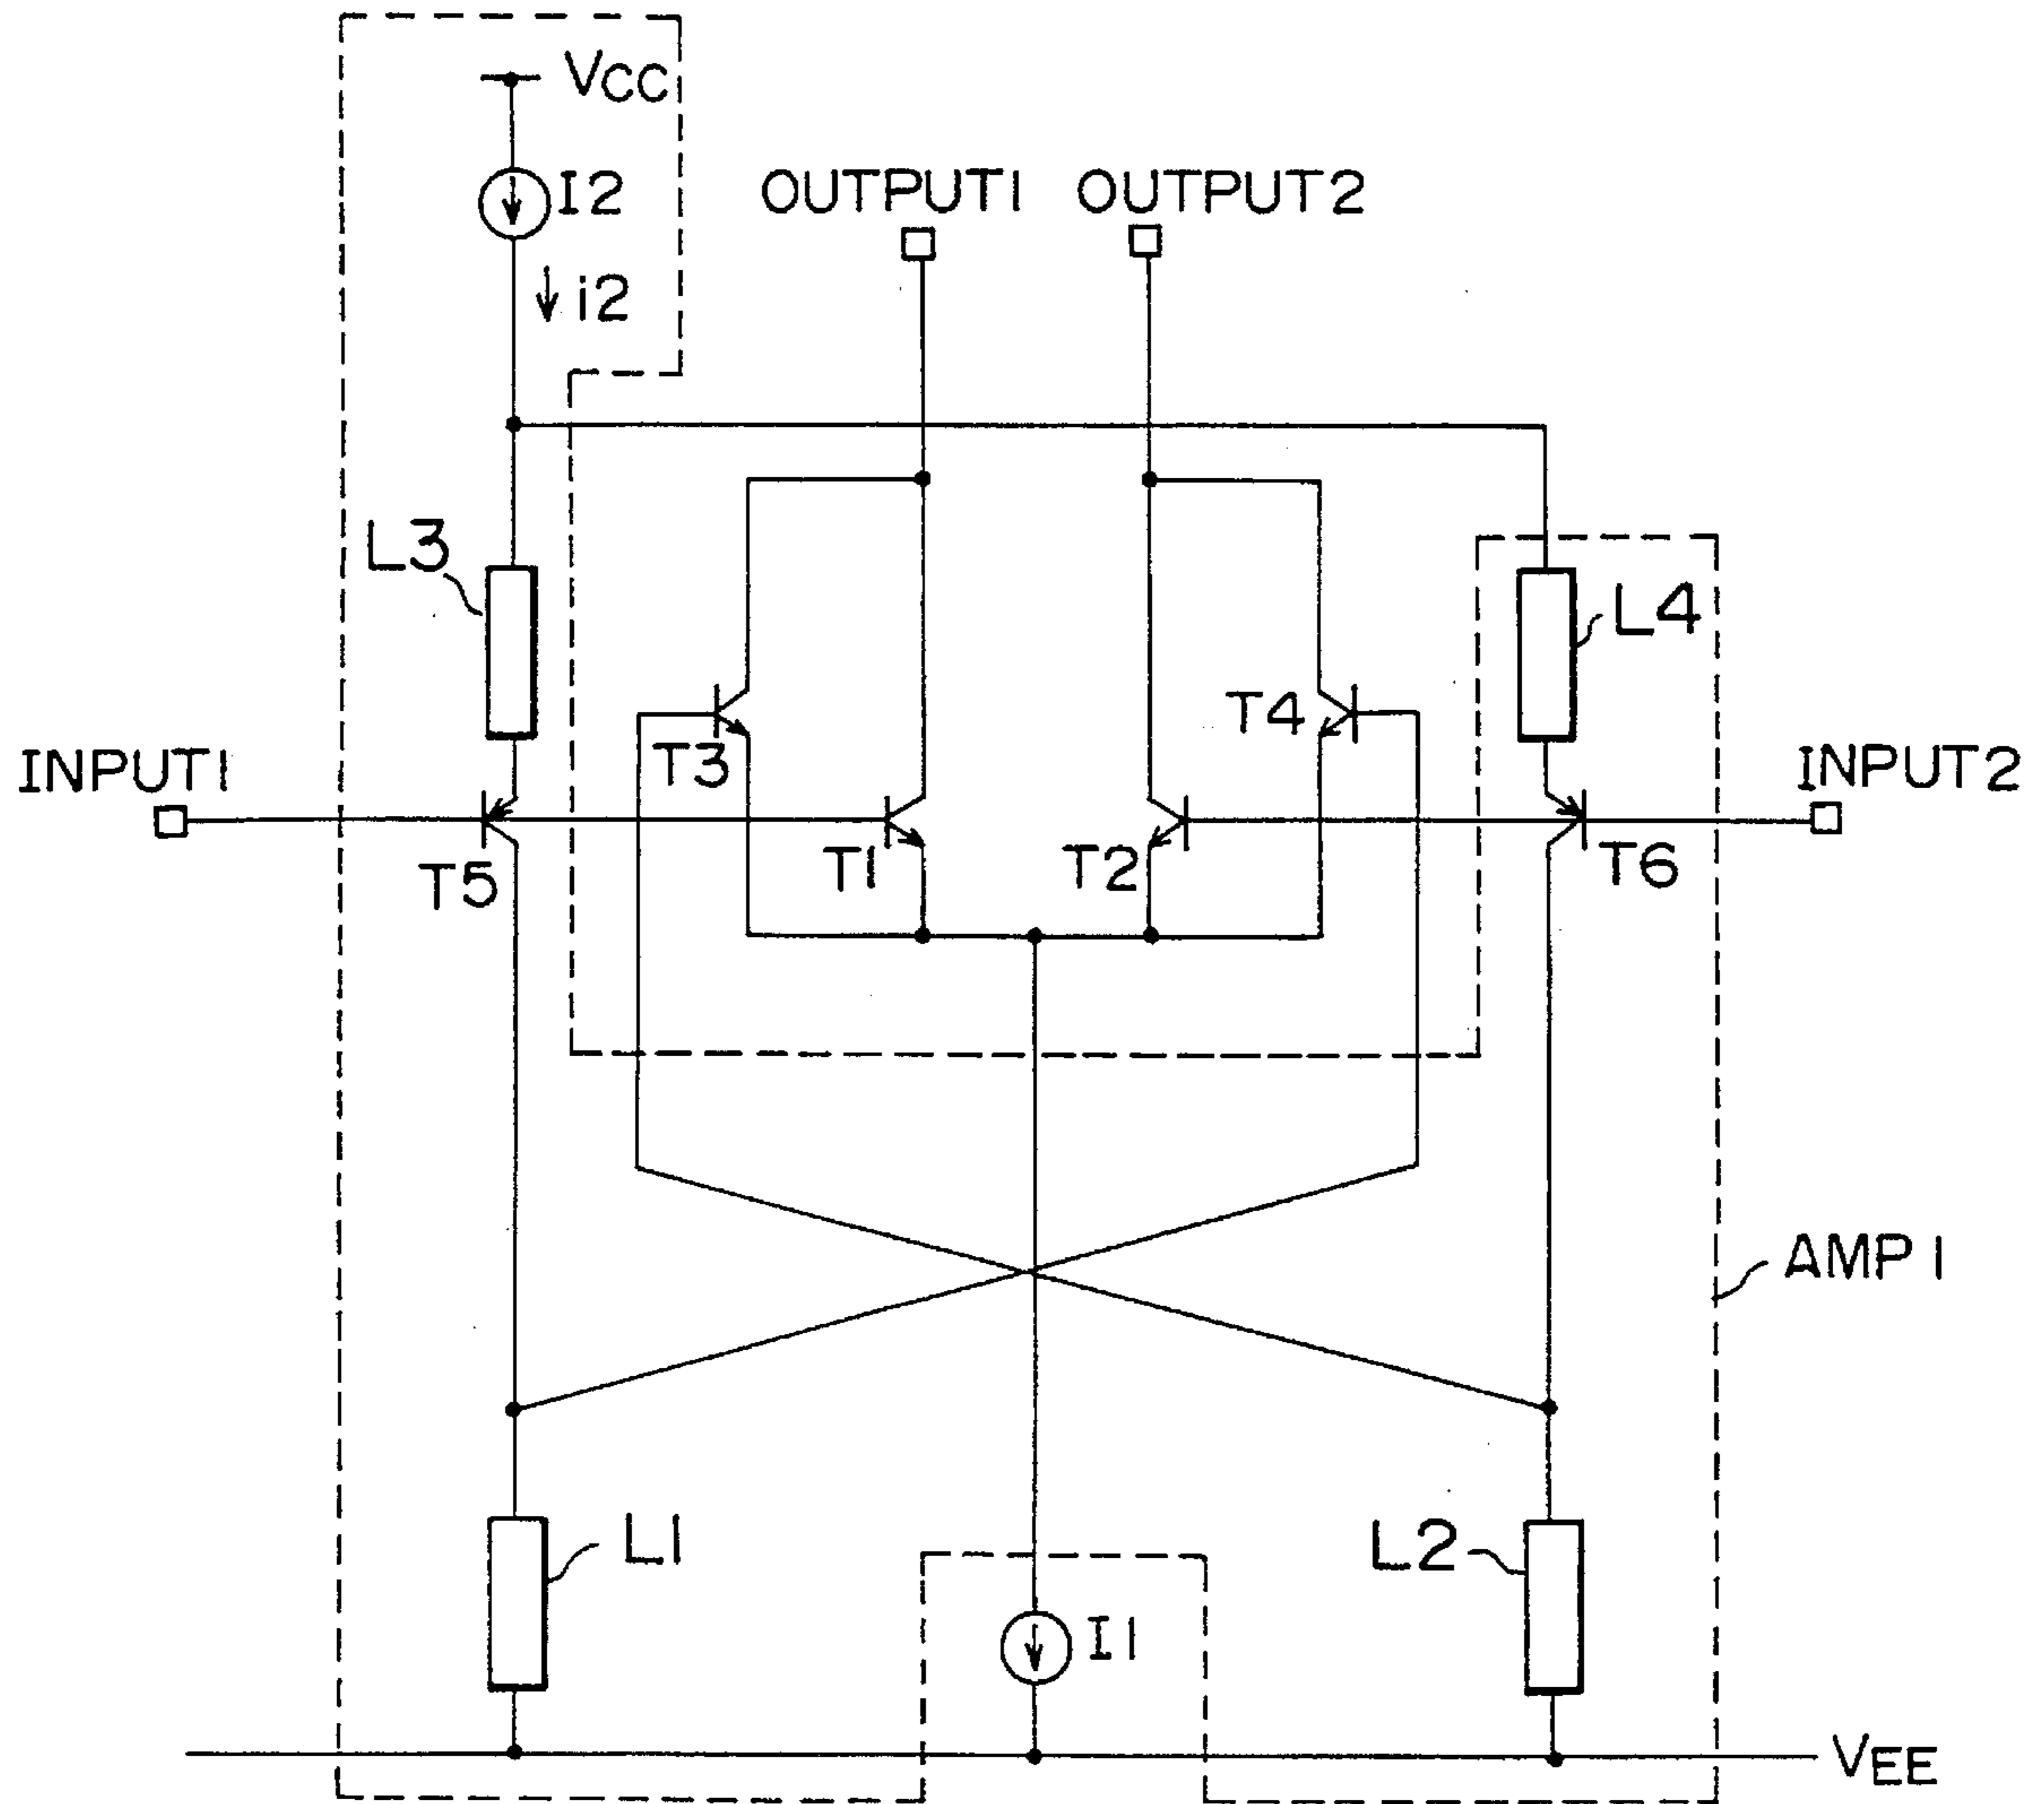 VCC
I2
OUTPUT1 OUTPUT2
i2
L3
L4
T3
T4
INPUT1
INPUT2
T5
T1
T2
T6
AMP1
L1
L2
I1
VEE